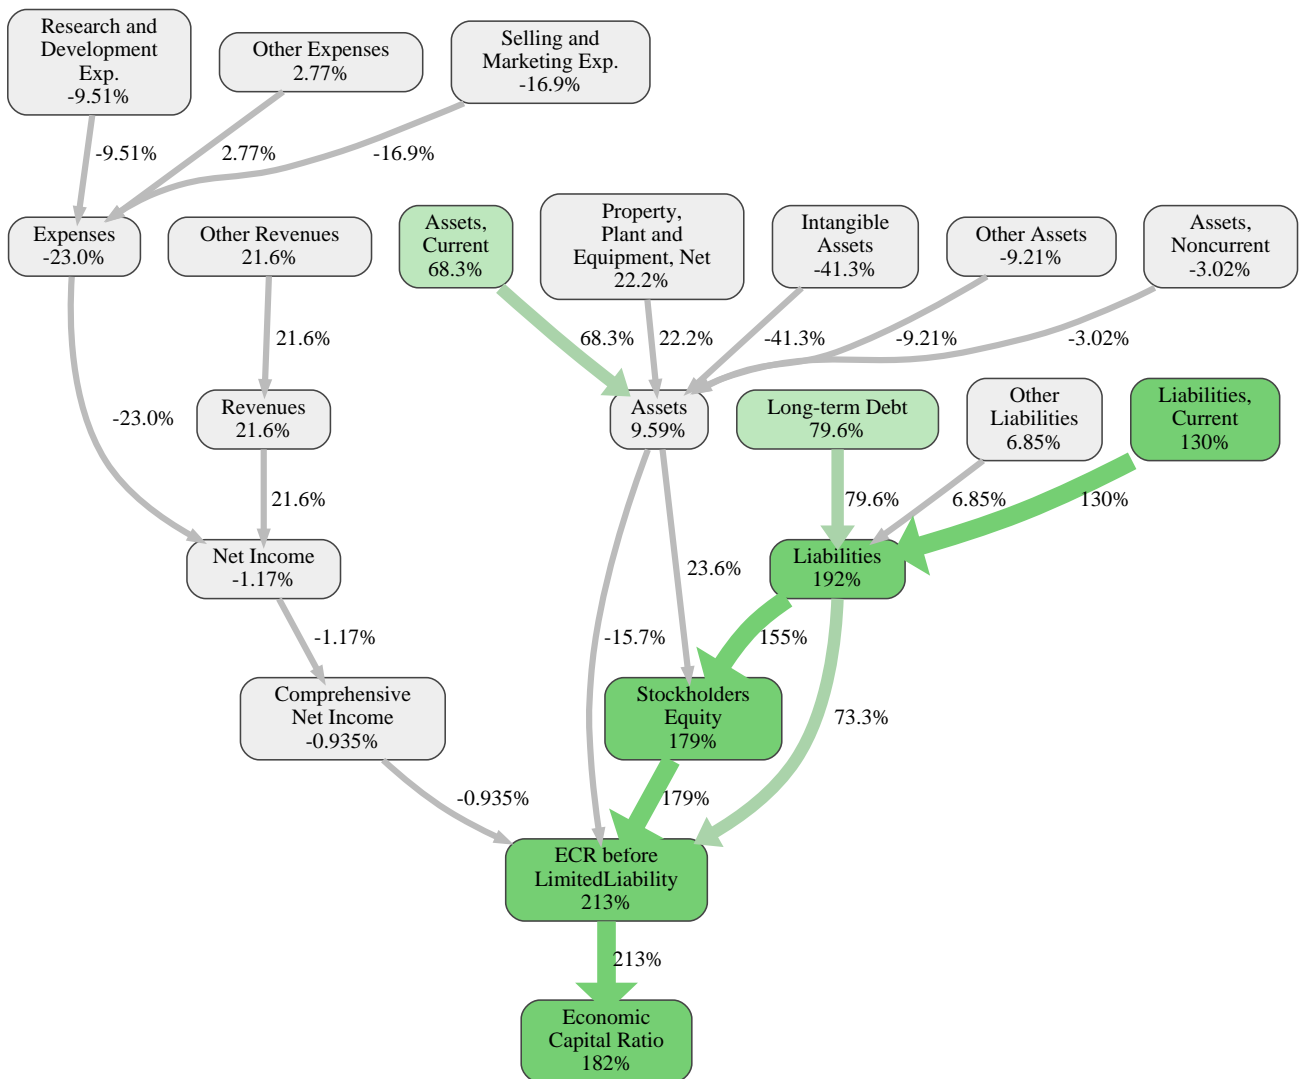 Research and
Development
Exp.
-9.51%
Other Expenses
2.77%
Selling and
Marketing Exp.
-16.9%
-9.51%
2.77%
-16.9%
Expenses
-23.0%
Other Revenues
21.6%
Assets,
Current
68.3%
Property,
Plant and
Equipment, Net
22.2%
Intangible
Assets
-41.3%
Other Assets
-9.21%
Assets,
Noncurrent
-3.02%
21.6%
68.3%
22.2%
-41.3%
-9.21%
-3.02%
-23.0%
Revenues
21.6%
Assets
9.59%
Long-term Debt
79.6%
Other
Liabilities
6.85%
Liabilities,
Current
130%
21.6%
79.6%
6.85%
130%
Net Income
-1.17%
23.6%
Liabilities
192%
-1.17%
-15.7%
155%
Comprehensive
Net Income
-0.935%
Stockholders
Equity
179%
73.3%
-0.935%
179%
ECR before
LimitedLiability
213%
213%
Economic
Capital Ratio
182%